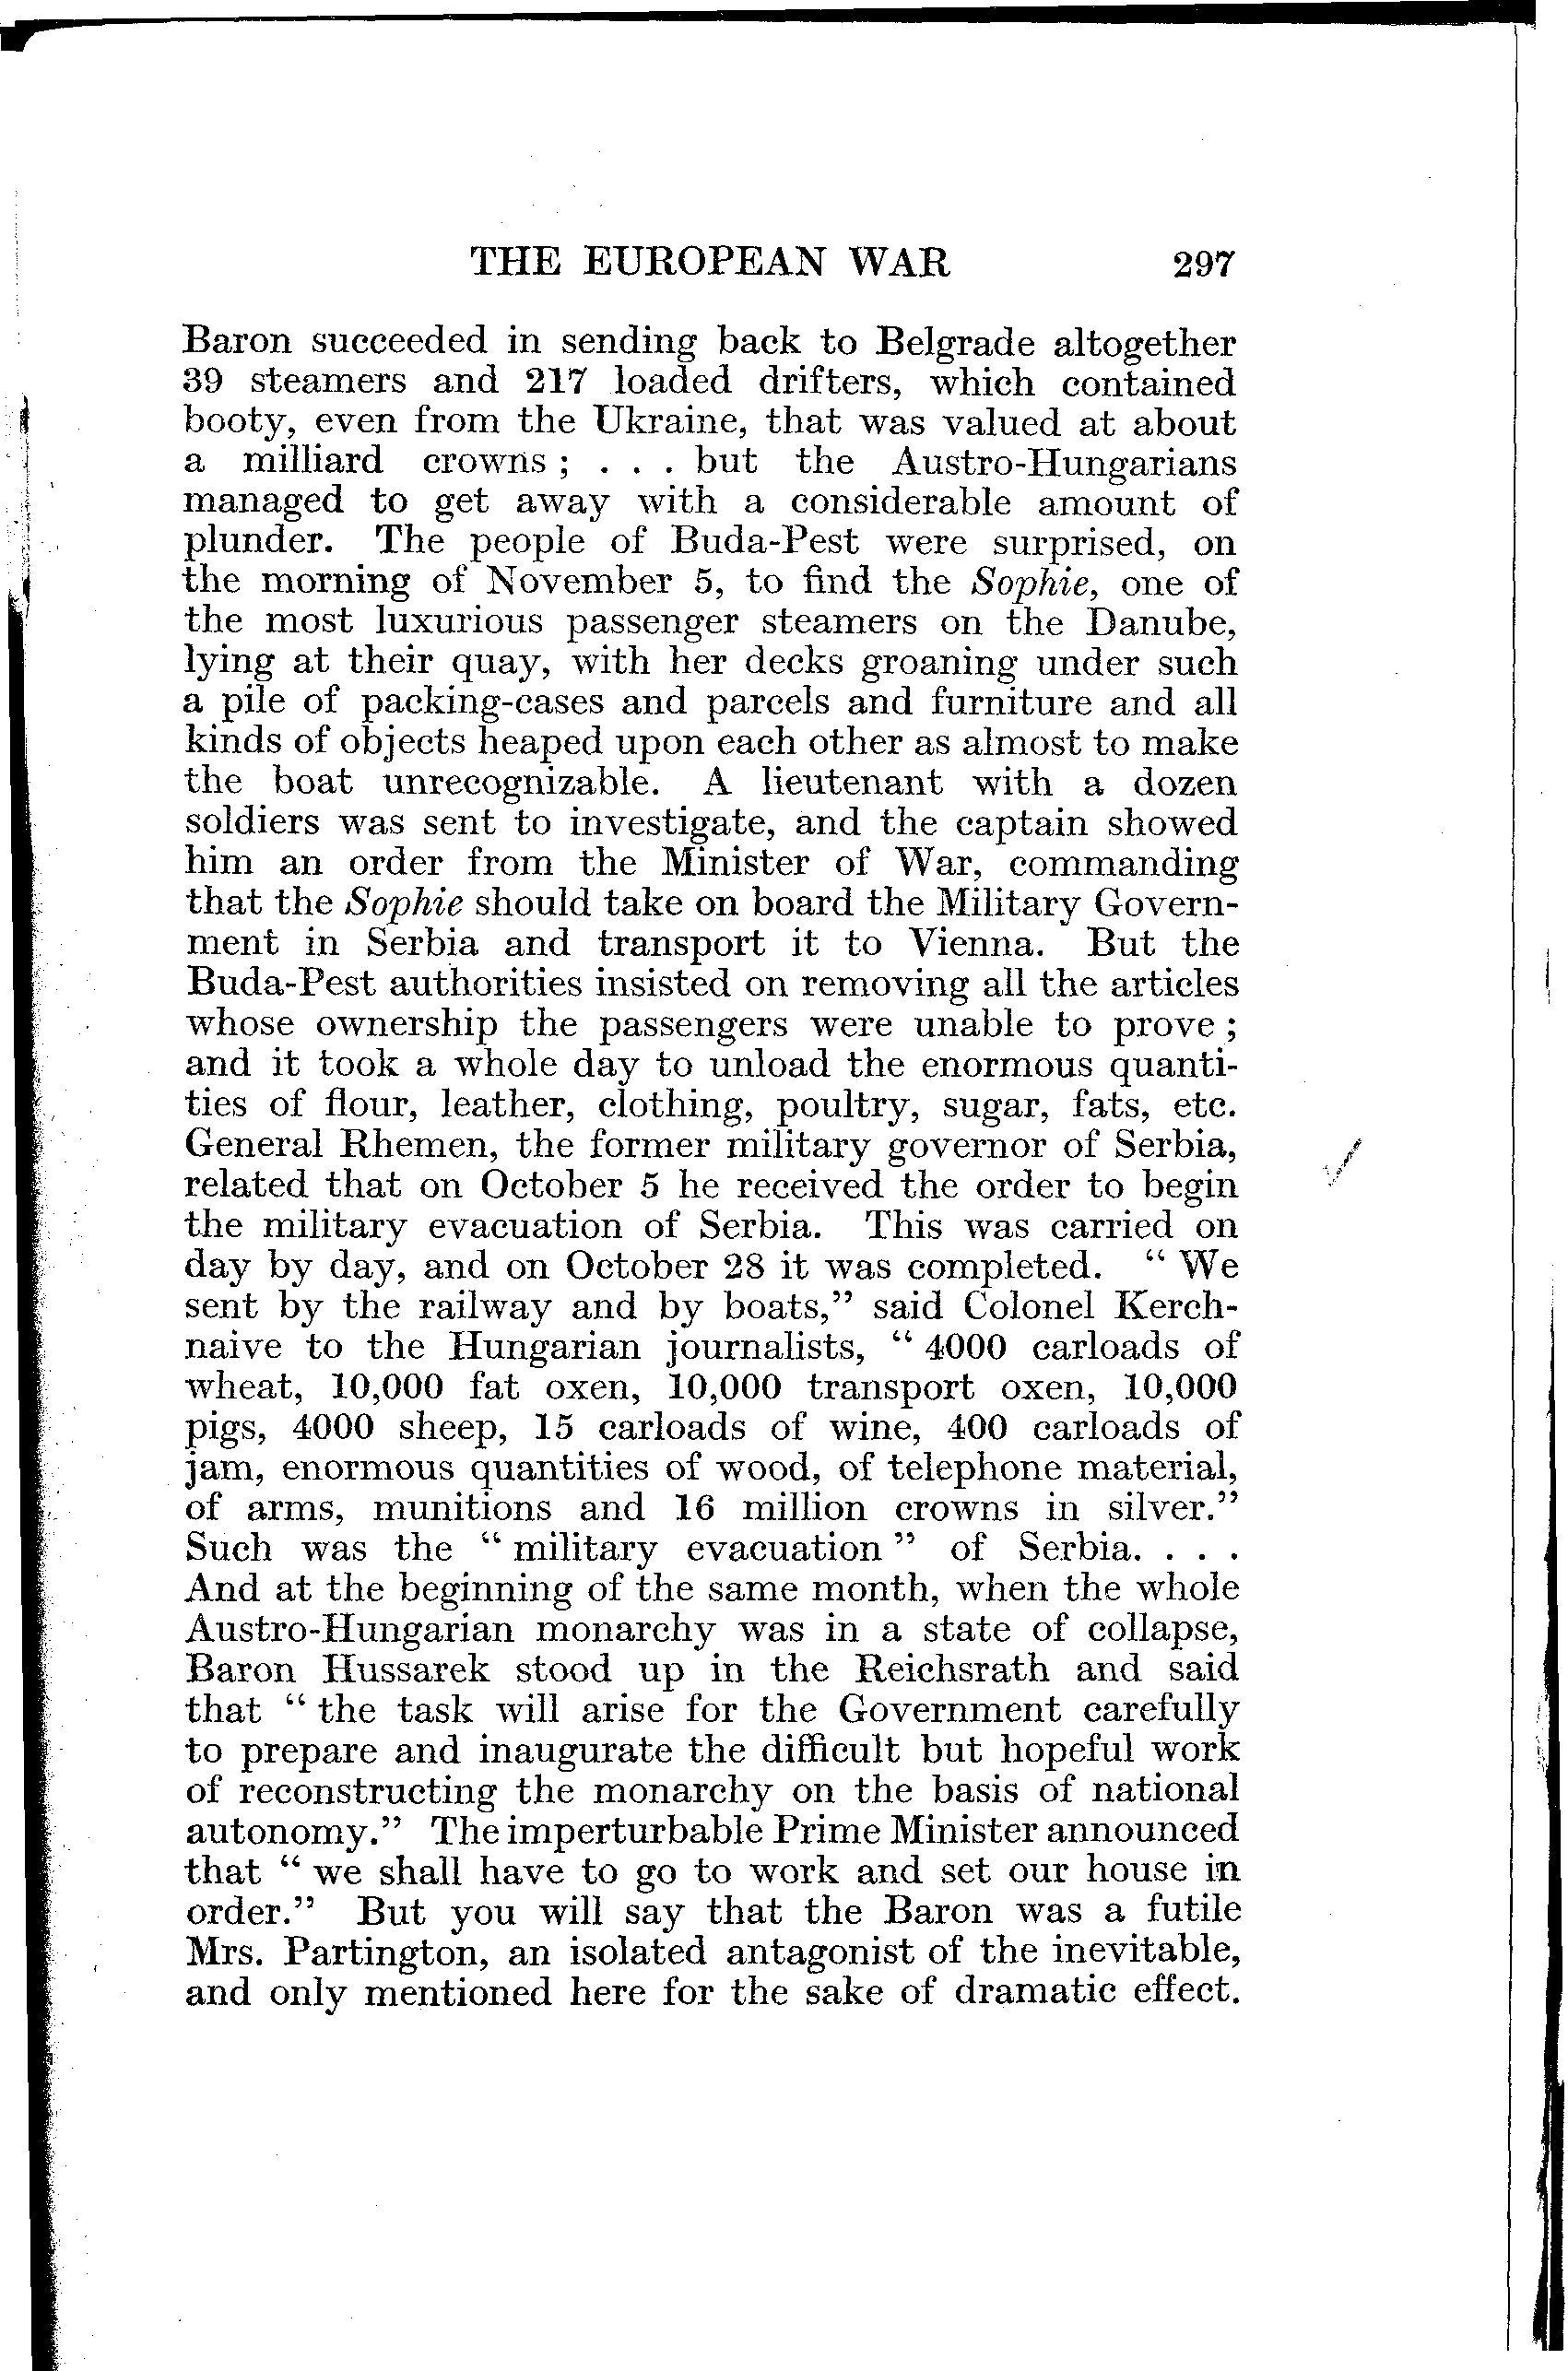 THE EUROPEAN WAR 297
Baron succeeded in sending back to Belgrade altogether
39 steamers and 217 loaded drifters, which contained
booty, even from the Ukraine, that was valued at about
a milliard crowns ; . . . but the Austro-Hungarians
managed to get away with a considerable amount of
plunder. The people of Buda-Pest were surprised, on
the morning of November 5, to find the Sophie, one of
the most luxurious passenger steamers on the Danube,
lying at their quay, with her decks groaning under such
a pile of packing-cases and parcels and furniture and all
kinds of objects heaped upon each other as almost to make
the boat unrecognizable. A lieutenant with a dozen
soldiers was sent to investigate, and the captain showed
him an order from the Minister of War, commanding
that the Sophie should take on board the Military Govern-
ment in Serbia and transport it to Vienna. But the
Buda-Pest authorities insisted on removing all the articles
whose ownership the passengers were unable to prove ;
and it took a whole day to unload the enormous quanti-
ties of flour, leather, clothing, poultry, sugar, fats, etc.
General Rhemen, the former military governor of Serbia,
related that on October 5 he received the order to begin
the military evacuation of Serbia. This was carried on
day by day, and on October 28 it was completed. " We
sent by the railway and by boats," said Colonel Kerch-
naive to the Hungarian journalists, " 4000 carloads of
wheat, 10,000 fat oxen, 10,000 transport oxen, 10,000
pigs, 4000 sheep, 15 carloads of wine, 400 carloads of
jam, enormous quantities of wood, of telephone material,
of arms, munitions and 16 million crowns in silver."
Such was the " military evacuation " of Serbia. . . .
And at the beginning of the same month, when the whole
Austro-Hungarian monarchy was in a state of collapse,
Baron Hussarek stood up in the Reichsrath and said
that " the task will arise for the Government carefully
to prepare and inaugurate the difficult but hopeful work
of reconstructing the monarchy on the basis of national
autonomy." The imperturbable Prime Minister announced
that " we shall have to go to work and set our house in
order." But you will say that the Baron was a futile
Mrs. Partington, an isolated antagonist of the inevitable,
and only mentioned here for the sake of dramatic effect.